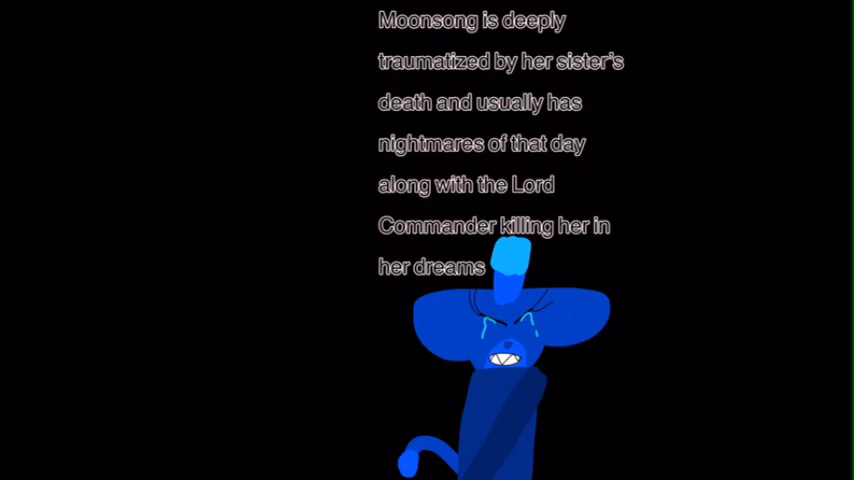 Moonsong is deeply
traumatized by her sister's
death and usually has
nightmares of that day
along with the Lord
Commander killing her in
her dreams